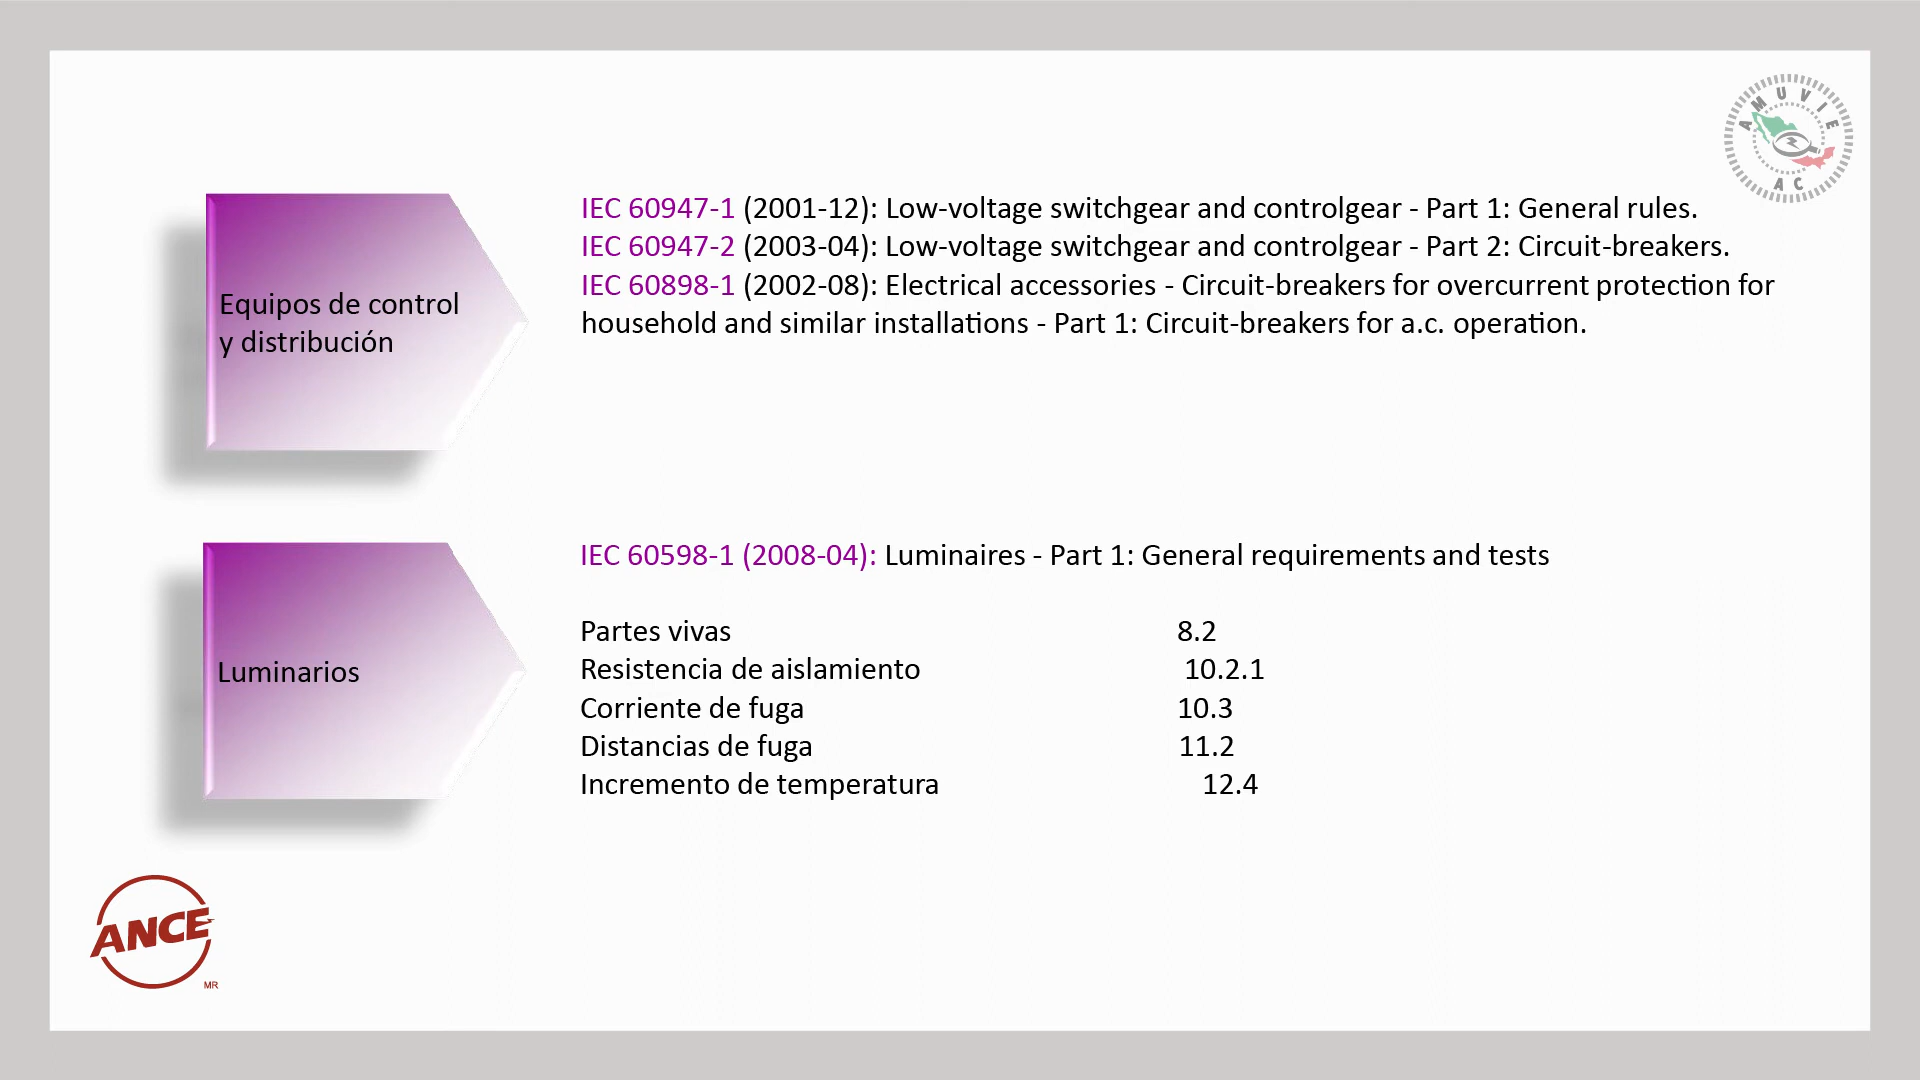 AMUVIE
AC
Equipos de control
y distribución
IEC 60947-1 (2001-12): Low-voltage switchgear and controlgear - Part 1: General rules.
IEC 60947-2 (2003-04): Low-voltage switchgear and controlgear - Part 2: Circuit-breakers.
IEC 60898-1 (2002-08): Electrical accessories - Circuit-breakers for overcurrent protection for
household and similar installations - Part 1: Circuit-breakers for a.c. operation.
Luminarios
IEC 60598-1 (2008-04): Luminaires - Part 1: General requirements and tests
Partes vivas 8.2
Resistencia de aislamiento 10.2.1
Corriente de fuga 10.3
Distancias de fuga 11.2
Incremento de temperatura 12.4
ANCE
MR